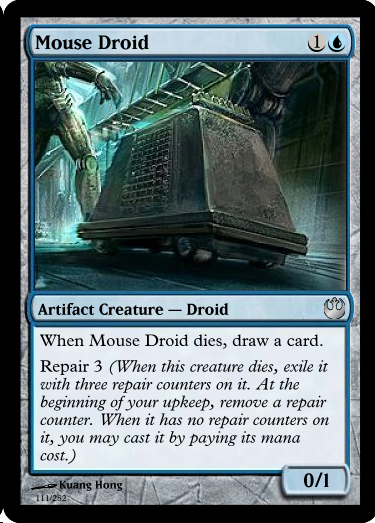 Mouse Droid
1
Artifact Creature — Droid
When Mouse Droid dies, draw a card.
Repair 3 (When this creature dies, exile it
with three repair counters on it. At the
beginning of your upkeep, remove a repair
counter. When it has no repair counters on
it, you may cast it by paying its mana
cost.)
0/1
Kuang Hong
111/252